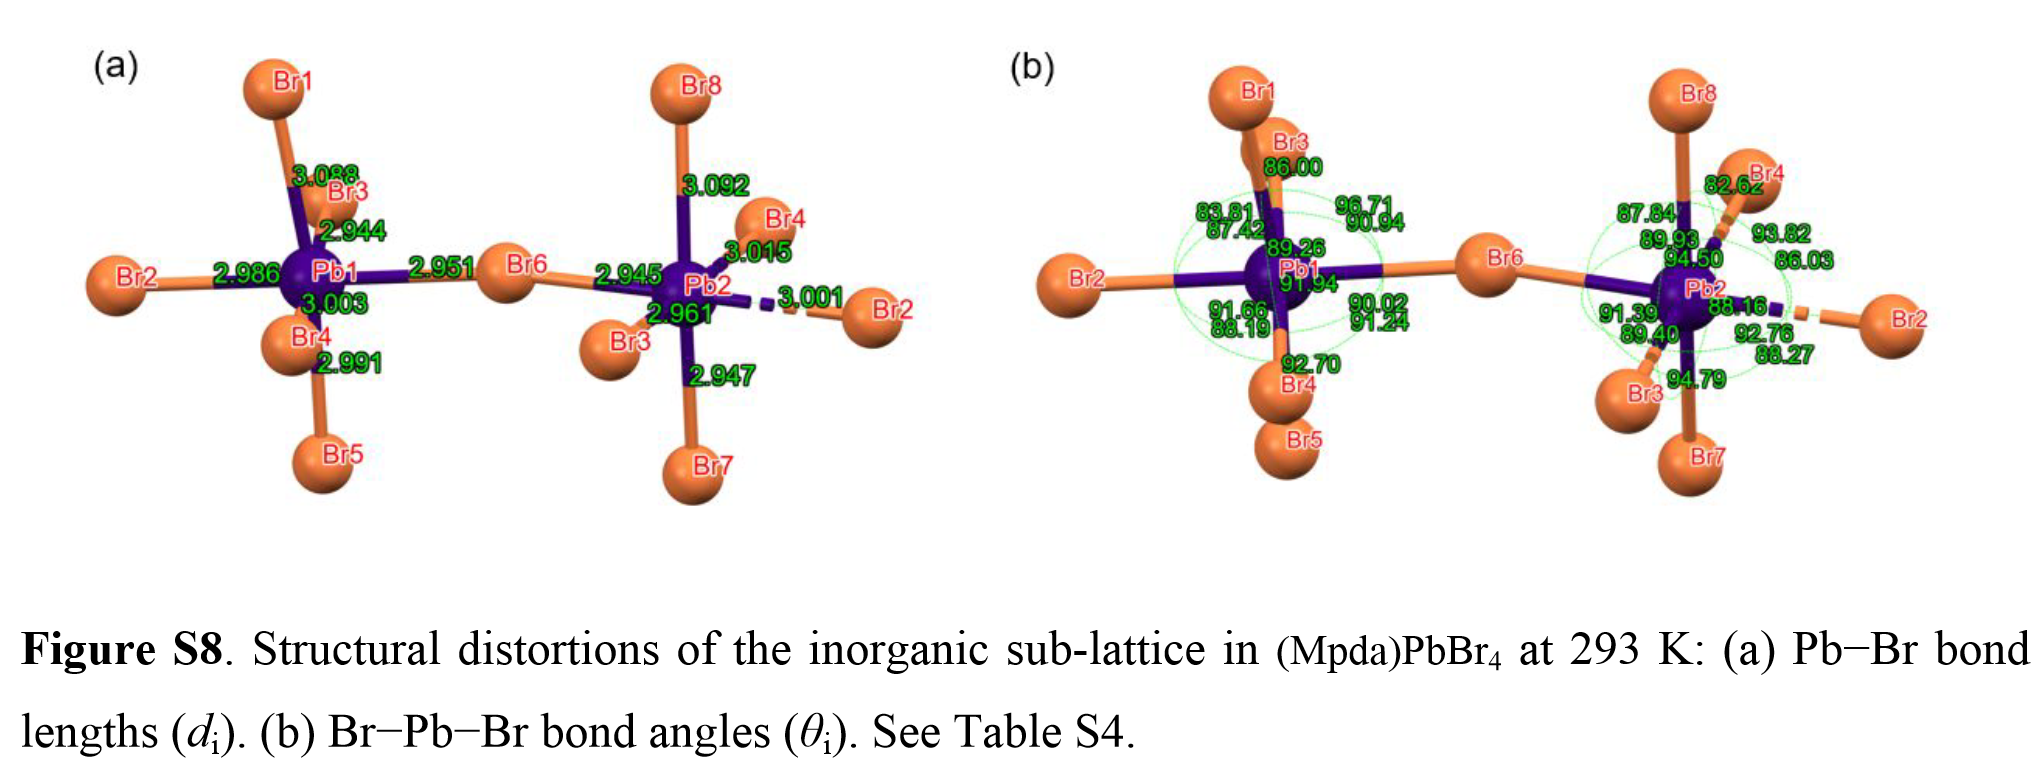 (a)
(b)
Br1
Br8
3.088
Br3
3.092
Br4
2.944
3.015
Br2
2.986
Pb1
2.951
Br6
2.945
Pb2
3.001
Br2
3.003
2.961
Br4
Br3
2.991
2.947
Br5
Br7
Br1
Br8
Br3
86.00
Br4
82.62
83.81
96.71
87.42
90.94
87.84
93.82
89.26
89.93
Br2
Pb1
Br6
94.50
86.03
91.94
Pb2
91.66
90.02
88.19
91.24
91.39
88.16
Br2
89.40
92.76
88.27
92.70
94.79
Br4
Br3
Br5
Br7
Figure S8. Structural distortions of the inorganic sub-lattice in (Mpda)PbBr₄ at 293 K: (a) Pb−Br bond
lengths (dᵢ). (b) Br−Pb−Br bond angles (θᵢ). See Table S4.